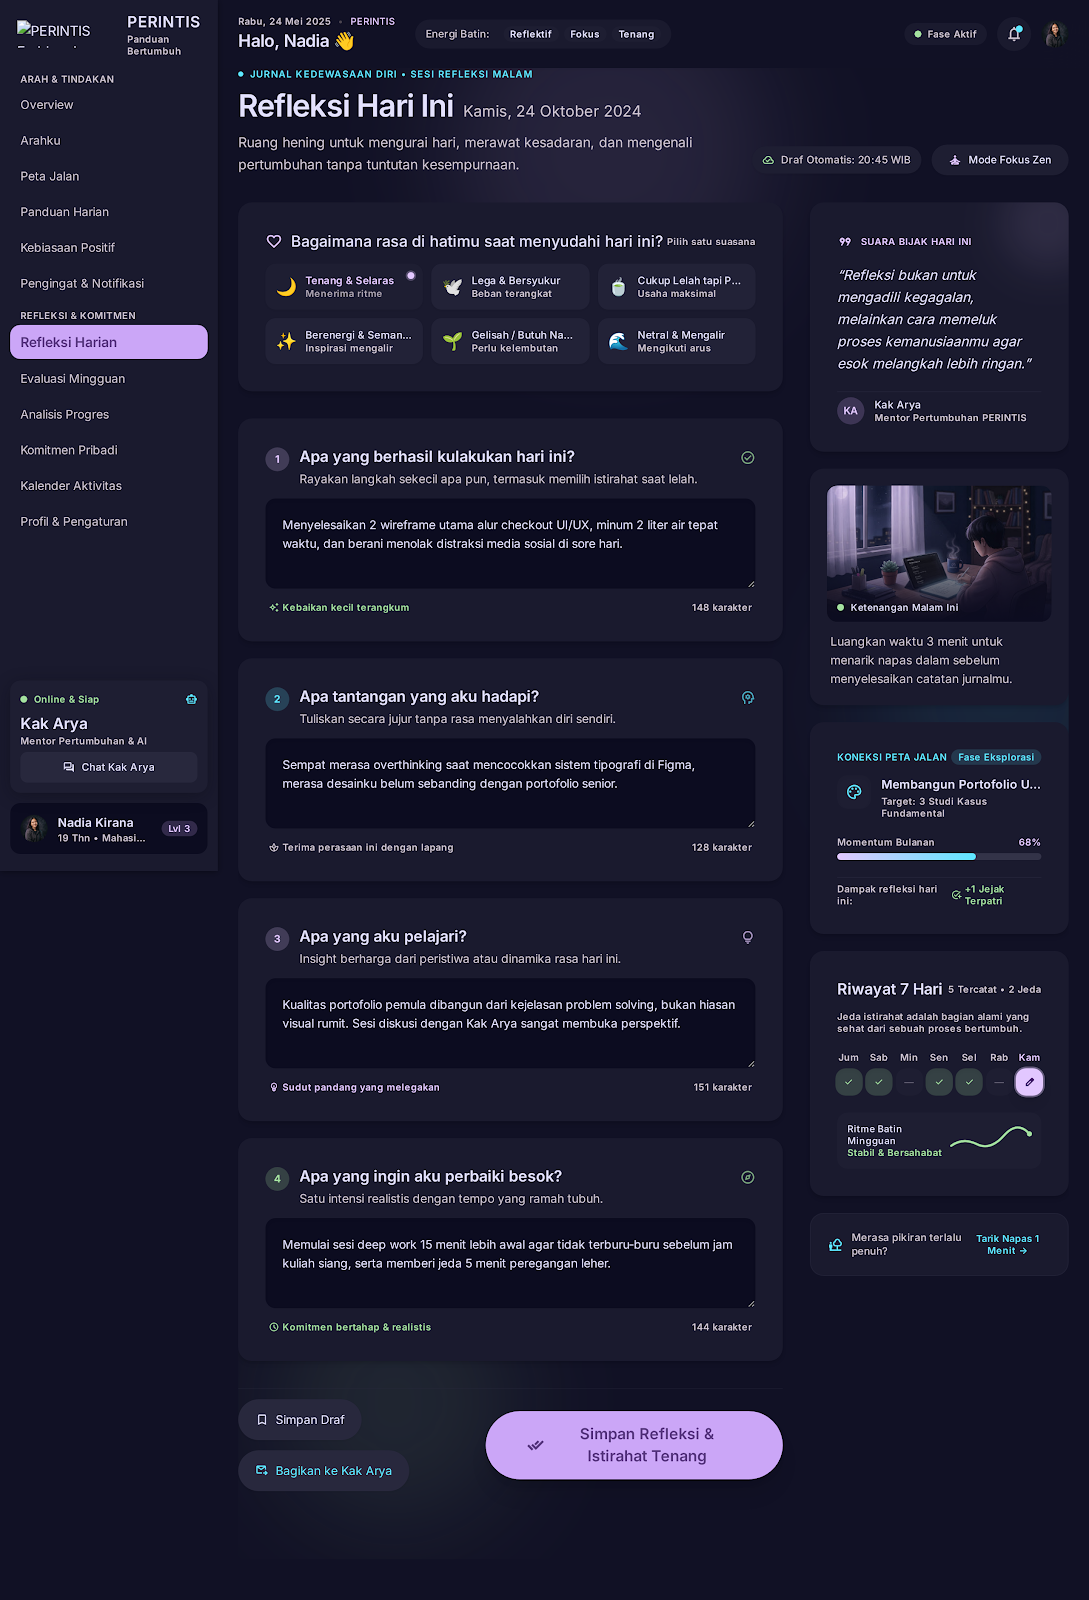 PERINTIS
PERINTIS
Panduan
Bertumbuh
ARAH & TINDAKAN
Overview
Arahku
Peta Jalan
Panduan Harian
Kebiasaan Positif
Pengingat & Notifikasi
REFLEKSI & KOMITMEN
Refleksi Harian
Evaluasi Mingguan
Analisis Progres
Komitmen Pribadi
Kalender Aktivitas
Profil & Pengaturan
Online & Siap
Kak Arya
Mentor Pertumbuhan & AI
Chat Kak Arya
Nadia Kirana
19 Thn • Mahasi...
Lvl 3
Rabu, 24 Mei 2025 • PERINTIS
Halo, Nadia 👋
Energi Batin: Reflektif Fokus Tenang
Fase Aktif
JURNAL KEDEWASAAN DIRI • SESI REFLEKSI MALAM
Refleksi Hari Ini Kamis, 24 Oktober 2024
Ruang hening untuk mengurai hari, merawat kesadaran, dan mengenali
pertumbuhan tanpa tuntutan kesempurnaan.
Draf Otomatis: 20:45 WIB
Mode Fokus Zen
Bagaimana rasa di hatimu saat menyudahi hari ini? Pilih satu suasana
Tenang & Selaras
Menerima ritme
Lega & Bersyukur
Beban terangkat
Cukup Lelah tapi P...
Usaha maksimal
Berenergi & Seman...
Inspirasi mengalir
Gelisah / Butuh Na...
Perlu kelembutan
Netral & Mengalir
Mengikuti arus
1
Apa yang berhasil kulakukan hari ini?
Rayakan langkah sekecil apa pun, termasuk memilih istirahat saat lelah.
Menyelesaikan 2 wireframe utama alur checkout UI/UX, minum 2 liter air tepat
waktu, dan berani menolak distraksi media sosial di sore hari.
Kebaikan kecil terangkum
148 karakter
2
Apa tantangan yang aku hadapi?
Tuliskan secara jujur tanpa rasa menyalahkan diri sendiri.
Sempat merasa overthinking saat mencocokkan sistem tipografi di Figma,
merasa desainku belum sebanding dengan portofolio senior.
Terima perasaan ini dengan lapang
128 karakter
3
Apa yang aku pelajari?
Insight berharga dari peristiwa atau dinamika rasa hari ini.
Kualitas portofolio pemula dibangun dari kejelasan problem solving, bukan hiasan
visual rumit. Sesi diskusi dengan Kak Arya sangat membuka perspektif.
Sudut pandang yang melegakan
151 karakter
4
Apa yang ingin aku perbaiki besok?
Satu intensi realistis dengan tempo yang ramah tubuh.
Memulai sesi deep work 15 menit lebih awal agar tidak terburu-buru sebelum jam
kuliah siang, serta memberi jeda 5 menit peregangan leher.
Komitmen bertahap & realistis
144 karakter
Simpan Draf
Bagikan ke Kak Arya
Simpan Refleksi &
Istirahat Tenang
SUARA BIJAK HARI INI
“Refleksi bukan untuk
mengadili kegagalan,
melainkan cara memeluk
proses kemanusiaanmu agar
esok melangkah lebih ringan.”
KA
Kak Arya
Mentor Pertumbuhan PERINTIS
Ketenangan Malam Ini
Luangkan waktu 3 menit untuk
menarik napas dalam sebelum
menyelesaikan catatan jurnalmu.
KONEKSI PETA JALAN
Fase Eksplorasi
Membangun Portofolio U...
Target: 3 Studi Kasus
Fundamental
Momentum Bulanan
68%
Dampak refleksi hari
ini:
+1 Jejak
Terpatri
Riwayat 7 Hari
5 Tercatat • 2 Jeda
Jeda istirahat adalah bagian alami yang
sehat dari sebuah proses bertumbuh.
Jum Sab Min Sen Sel Rab Kam
Ritme Batin
Mingguan
Stabil & Bersahabat
Merasa pikiran terlalu
penuh?
Tarik Napas 1
Menit →